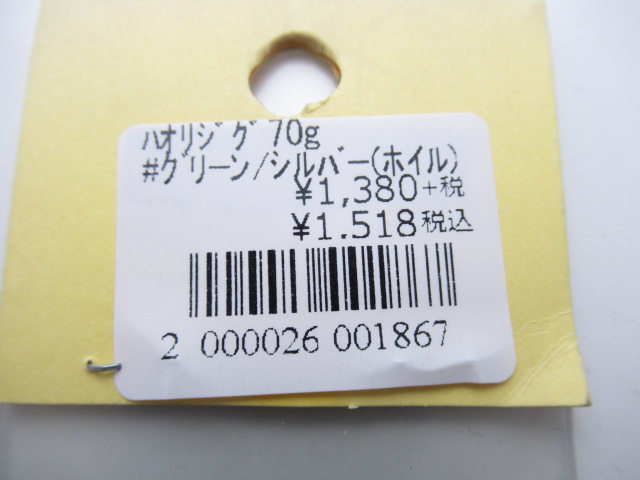 ﾊｵﾘｼﾞｸﾞ 70g
#ｸﾞﾘｰﾝ/ｼﾙﾊﾞｰ(ﾎｲﾙ)
¥1,380+税
¥1.518税込
2 000026 001867